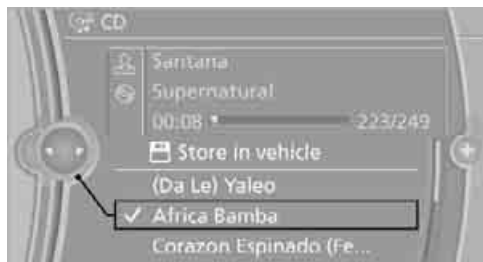 CD
Santana
Supernatural
00:08 223/249
Store in vehicle
(Da Le) Yaleo
Africa Bamba
Corazon Espinado (Fe...